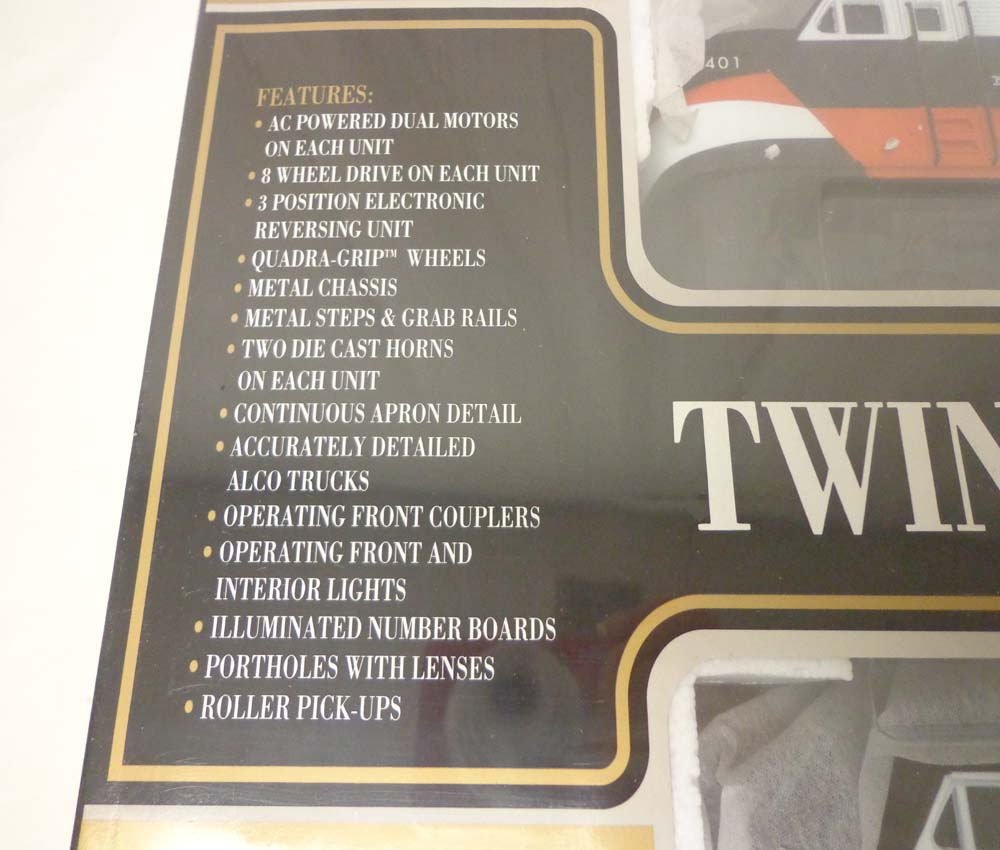 FEATURES:
• AC POWERED DUAL MOTORS
ON EACH UNIT
• 8 WHEEL DRIVE ON EACH UNIT
• 3 POSITION ELECTRONIC
REVERSING UNIT
• QUADRA-GRIP™ WHEELS
• METAL CHASSIS
• METAL STEPS & GRAB RAILS
• TWO DIE CAST HORNS
ON EACH UNIT
• CONTINUOUS APRON DETAIL
• ACCURATELY DETAILED
ALCO TRUCKS
• OPERATING FRONT COUPLERS
• OPERATING FRONT AND
INTERIOR LIGHTS
• ILLUMINATED NUMBER BOARDS
• PORTHOLES WITH LENSES
• ROLLER PICK-UPS
401
TWIN